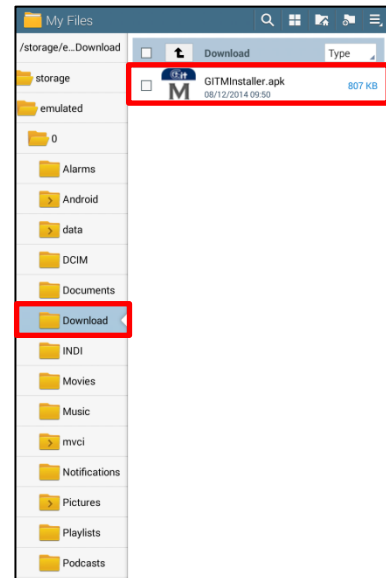 My Files
/storage/e...Download
Download
Type
storage
GITMInstaller.apk
08/12/2014 09:50
807 KB
emulated
0
Alarms
Android
data
DCIM
Documents
Download
INDI
Movies
Music
mvci
Notifications
Pictures
Playlists
Podcasts